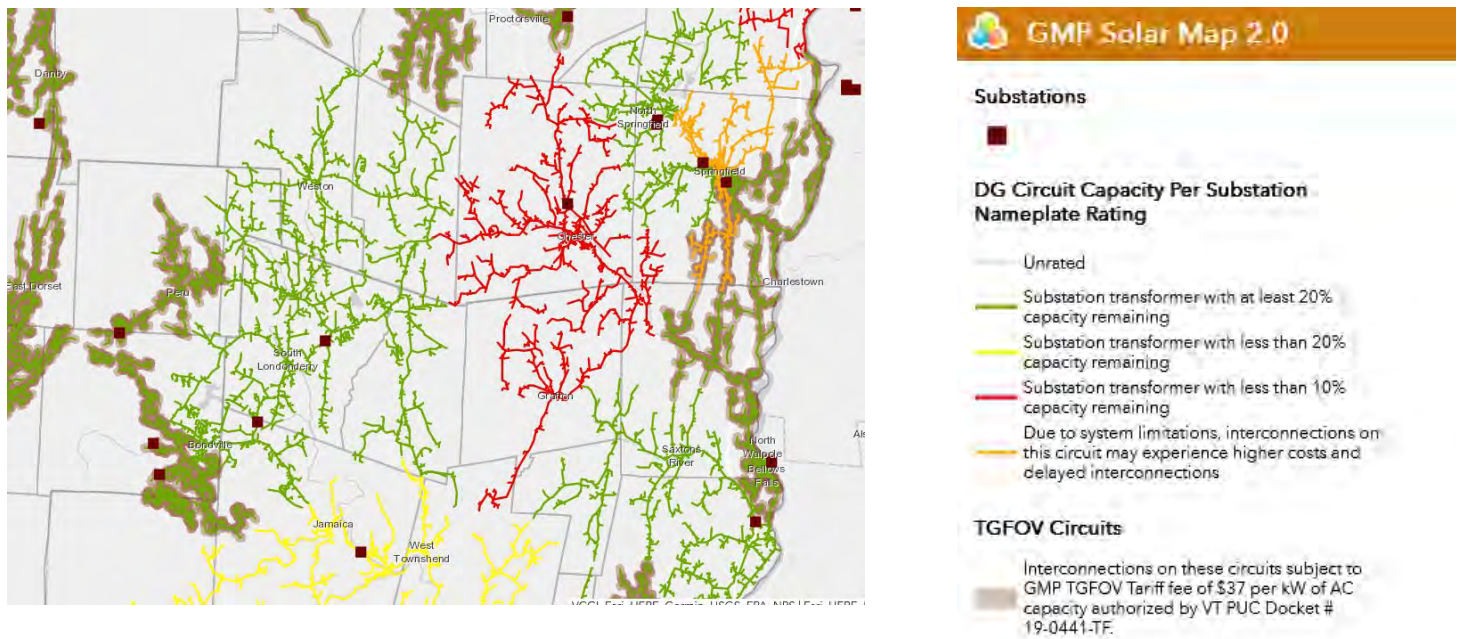 Proctorsville
Danby
North
Springfield
Springfield
Weston
Chester
Charlestown
East Dorset
Peru
South
Londonderry
Grafton
Bondville
Saxtons
River
North
Walpole
Bellows
Falls
Jamaica
West
Townshend
GMP Solar Map 2.0
Substations
DG Circuit Capacity Per Substation
Nameplate Rating
Unrated
Substation transformer with at least 20%
capacity remaining
Substation transformer with less than 20%
capacity remaining
Substation transformer with less than 10%
capacity remaining
Due to system limitations, interconnections on
this circuit may experience higher costs and
delayed interconnections
TGFOV Circuits
Interconnections on these circuits subject to
GMP TGFOV Tariff fee of $37 per kW of AC
capacity authorized by VT PUC Docket #
19-0441-TF.